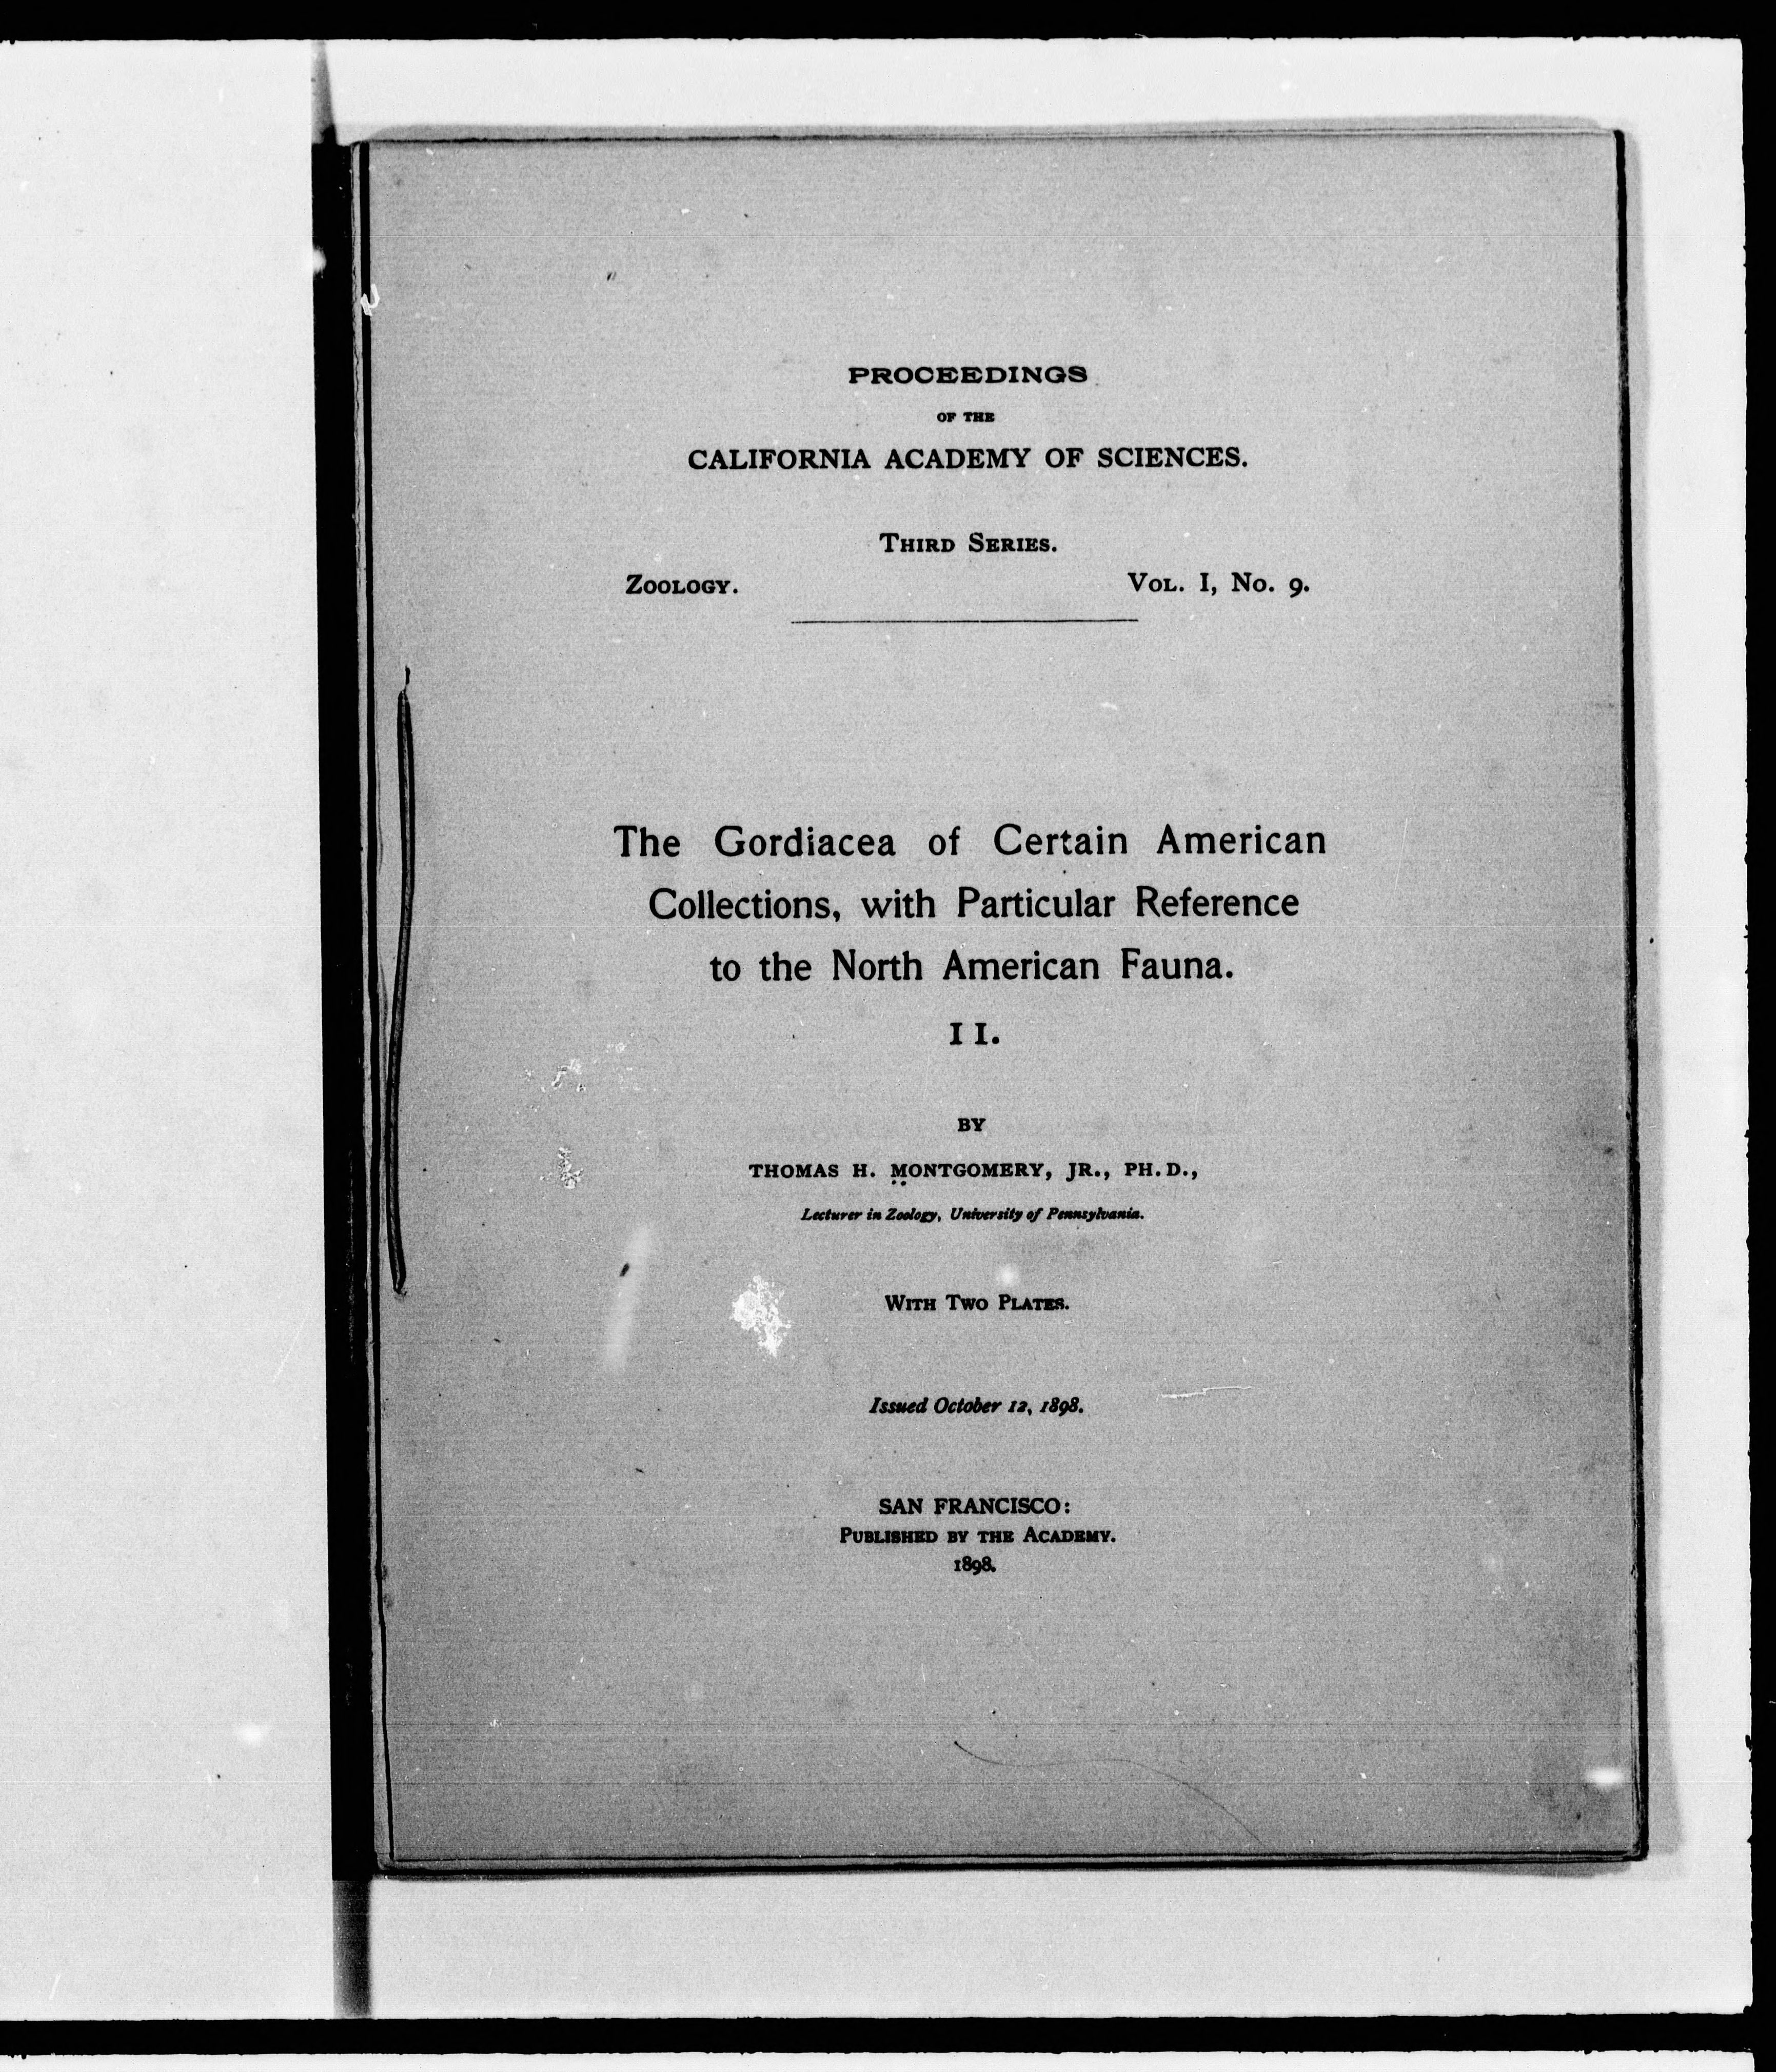 PROCEEDINGS
OF THE
CALIFORNIA ACADEMY OF SCIENCES.
THIRD SERIES.
ZOOLOGY. VOL. I, No. 9.
The Gordiacea of Certain American
Collections, with Particular Reference
to the North American Fauna.
II.
BY
THOMAS H. MONTGOMERY, JR., PH.D.,
Lecturer in Zoology, University of Pennsylvania.
WITH TWO PLATES.
Issued October 12, 1898.
SAN FRANCISCO:
PUBLISHED BY THE ACADEMY.
1898.